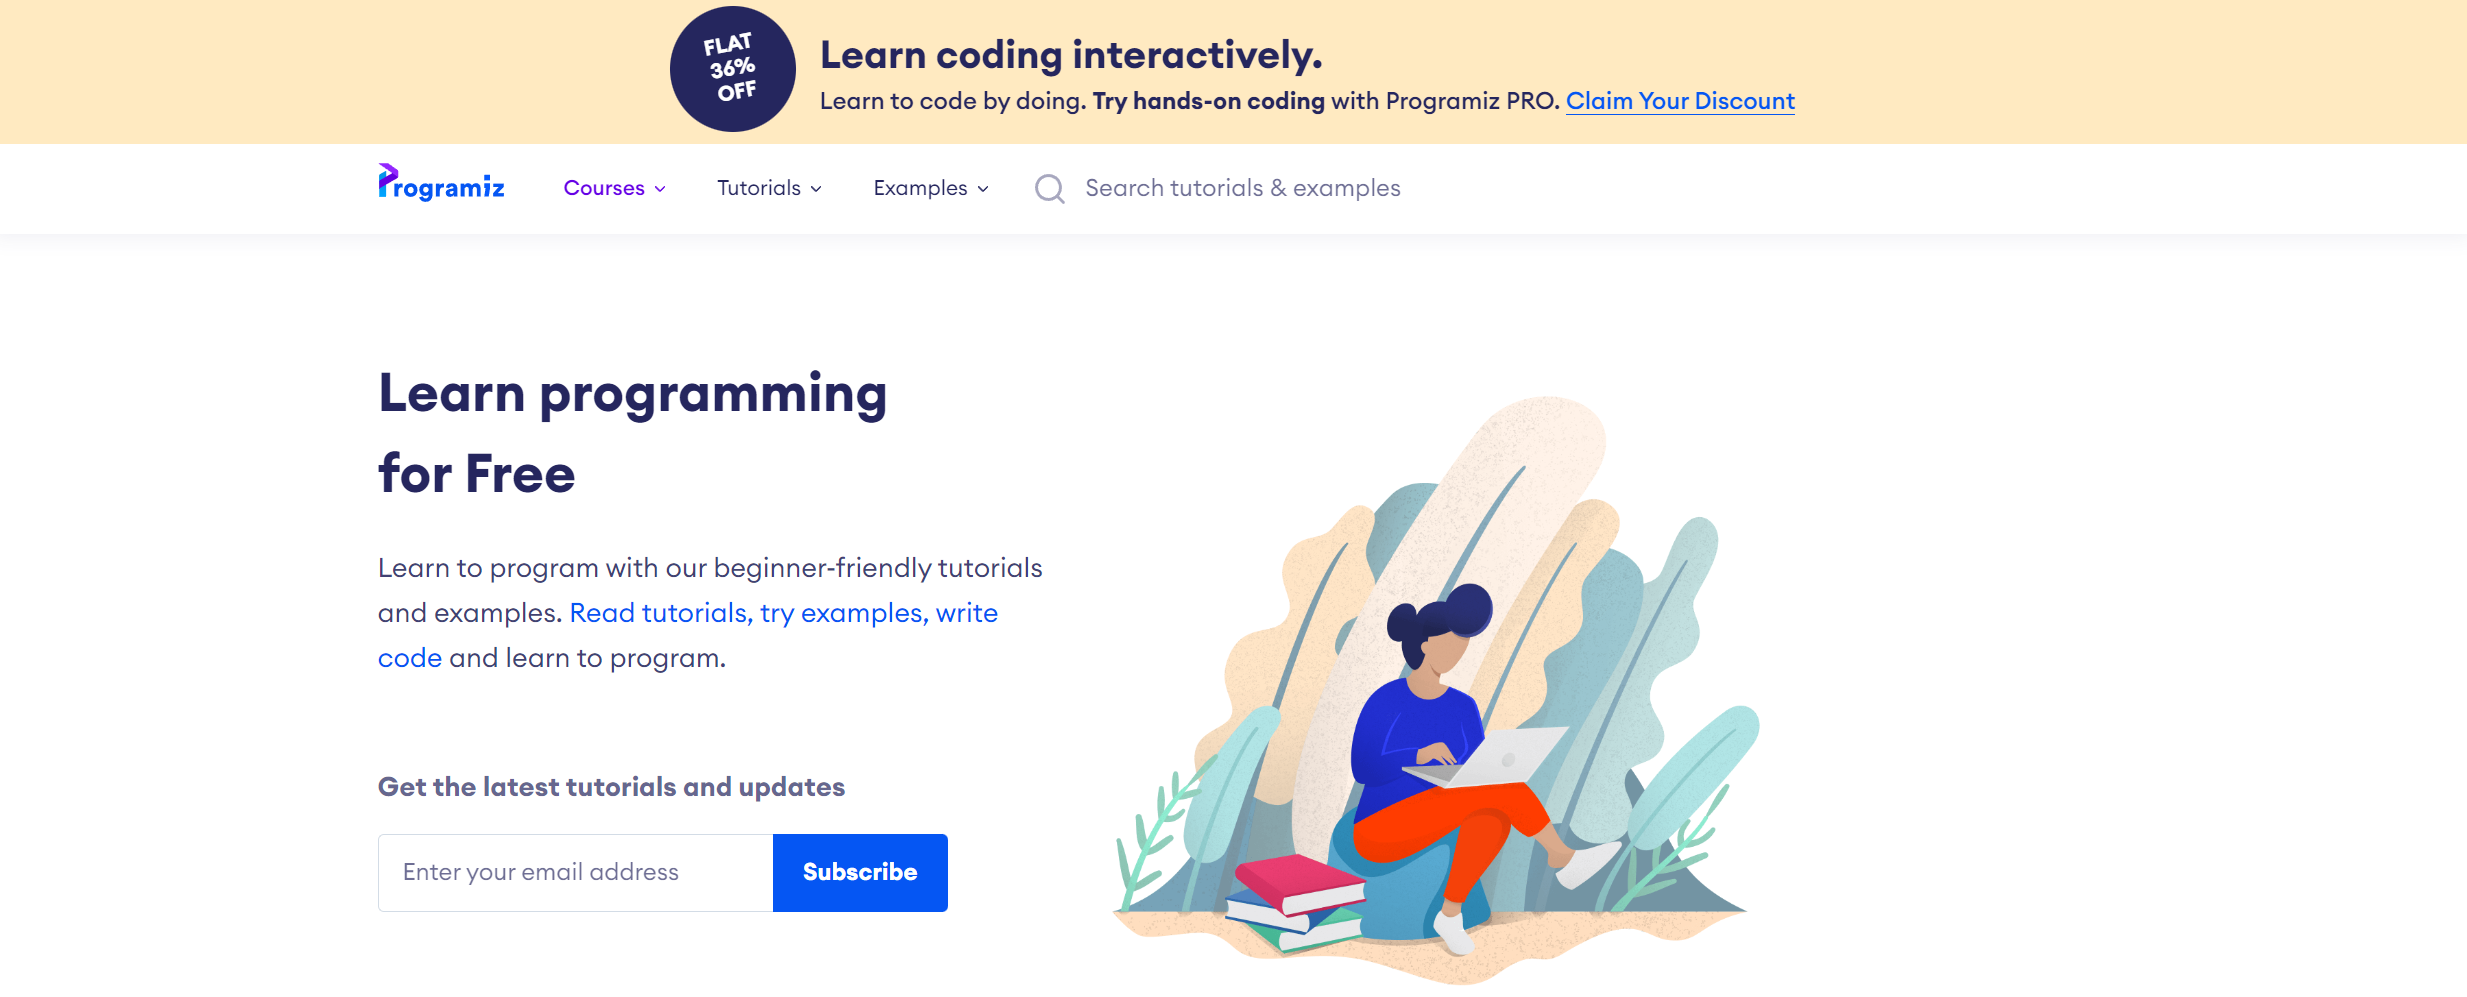 FLAT
36%
OFF
Learn coding interactively.
Learn to code by doing. Try hands-on coding with Programiz PRO. Claim Your Discount
Programiz
Courses
Tutorials
Examples
Search tutorials & examples
Learn programming
for Free
Learn to program with our beginner-friendly tutorials
and examples. Read tutorials, try examples, write
code and learn to program.
Get the latest tutorials and updates
Enter your email address
Subscribe